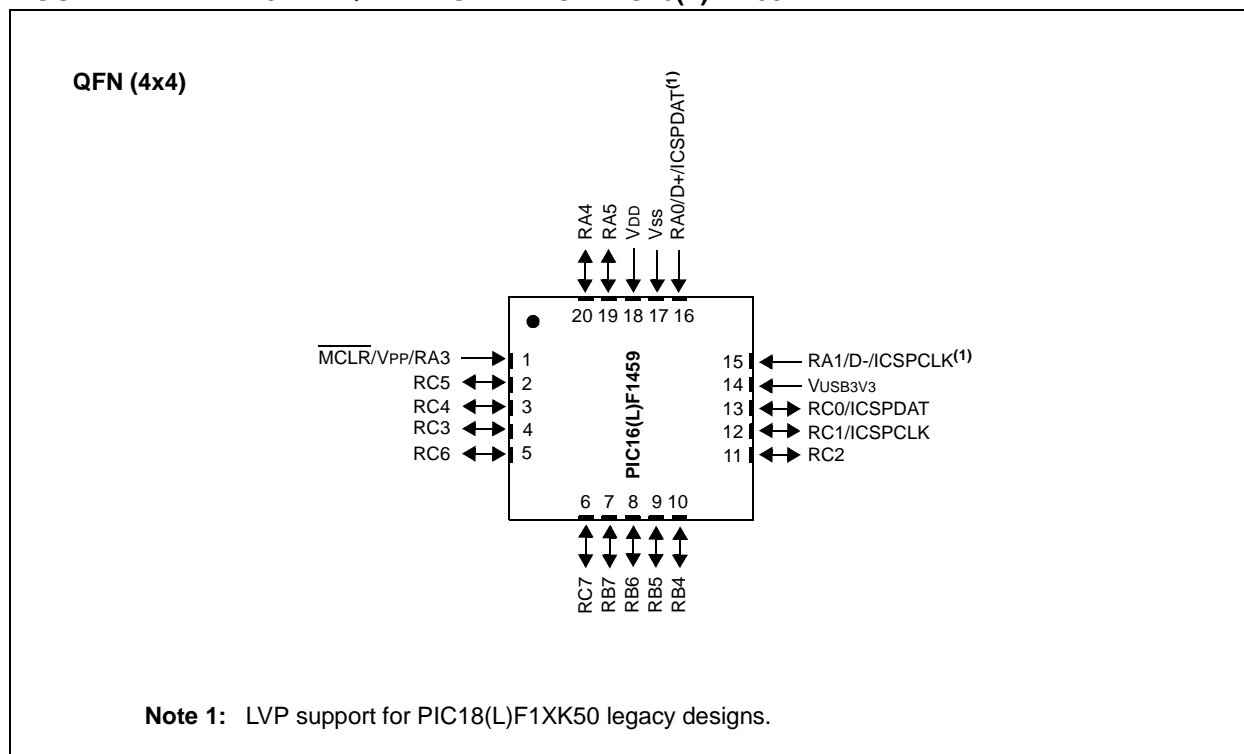 QFN (4x4)
RA4
RA5
VDD
Vss
RA0/D+/ICSPDAT(1)
20 19 18 17 16
MCLR/VPP/RA3 1
RC5 2
RC4 3
RC3 4
RC6 5
PIC16(L)F1459
15 RA1/D-/ICSPCLK(1)
14 VUSB3V3
13 RC0/ICSPDAT
12 RC1/ICSPCLK
11 RC2
6 7 8 9 10
RC7
RB7
RB6
RB5
RB4
Note 1: LVP support for PIC18(L)F1XK50 legacy designs.